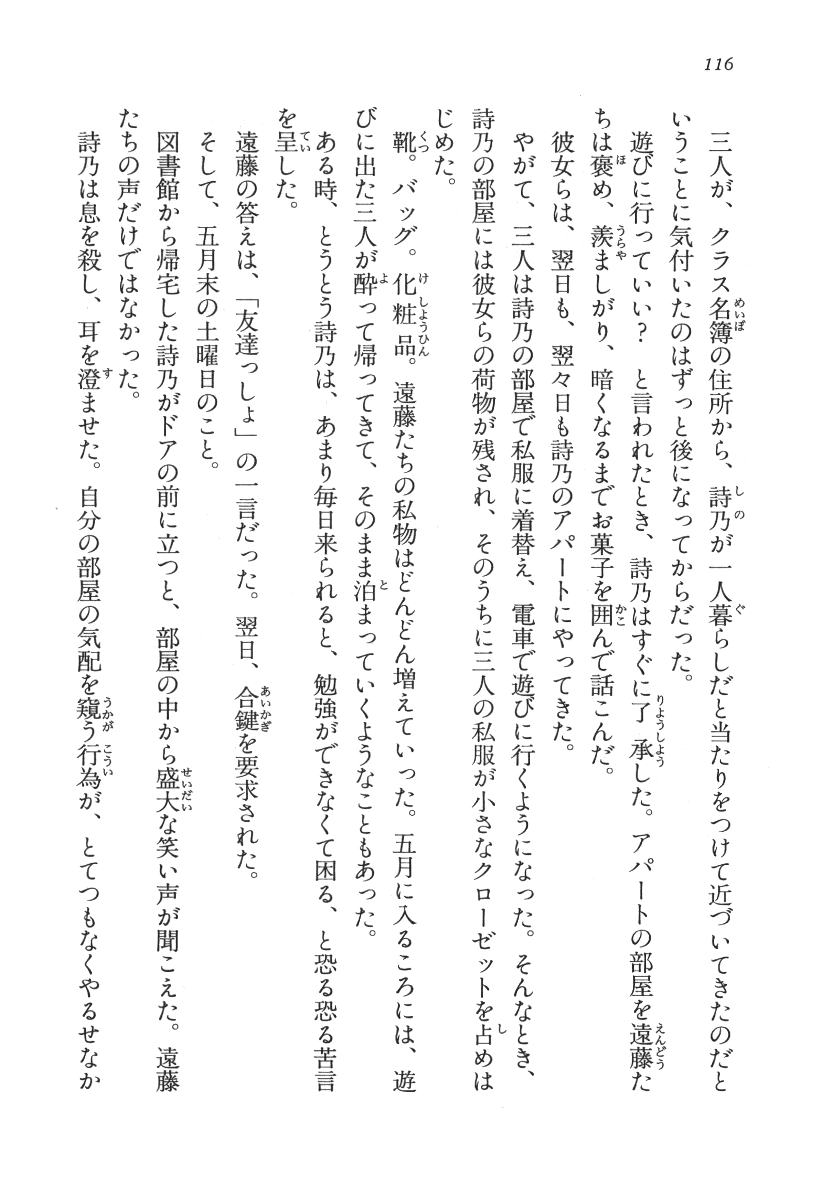 116
三人が、クラス名簿の住所から、詩乃が一人暮らしだと当たりをつけて近づいてきたのだと
いうことに気付いたのはずっと後になってからだった。
遊びに行っていい？　と言われたとき、詩乃はすぐに了承した。アパートの部屋を遠藤た
ちは褒め、羨ましがり、暗くなるまでお菓子を囲んで話こんだ。
彼女らは、翌日も、翌々日も詩乃のアパートにやってきた。
やがて、三人は詩乃の部屋で私服に着替え、電車で遊びに行くようになった。そんなとき、
詩乃の部屋には彼女らの荷物が残され、そのうちに三人の私服が小さなクローゼットを占めは
じめた。
靴。バッグ。化粧品。遠藤たちの私物はどんどん増えていった。五月に入るころには、遊
びに出た三人が酔って帰ってきて、そのまま泊まっていくようなこともあった。
ある時、とうとう詩乃は、あまり毎日来られると、勉強ができなくて困る、と恐る恐る苦言
を呈した。
遠藤の答えは、「友達っしょ」の一言だった。翌日、合鍵を要求された。
そして、五月末の土曜日のこと。
図書館から帰宅した詩乃がドアの前に立つと、部屋の中から盛大な笑い声が聞こえた。遠藤
たちの声だけではなかった。
詩乃は息を殺し、耳を澄ませた。自分の部屋の気配を窺う行為が、とてつもなくやるせなか